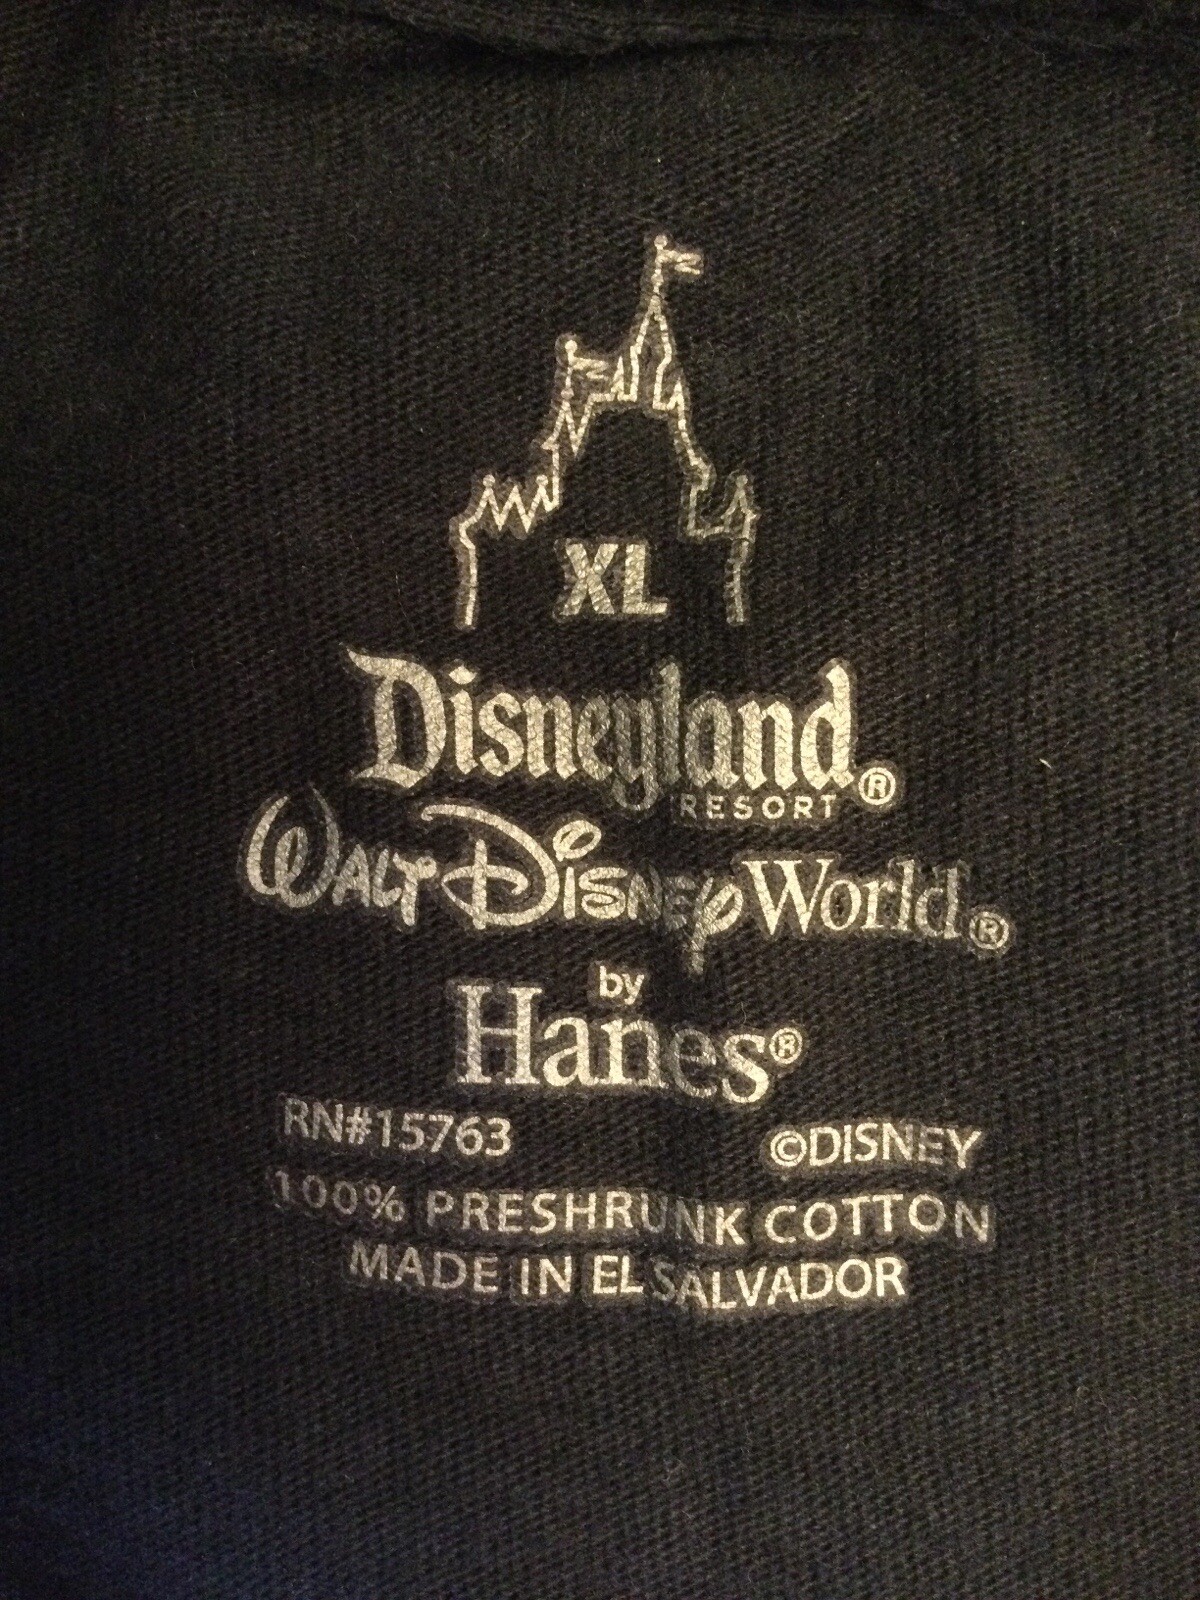 XL
Disneyland®
RESORT
WALT DISNEY World®
by
Hanes®
RN#15763 ©DISNEY
100% PRESHRUNK COTTON
MADE IN EL SALVADOR